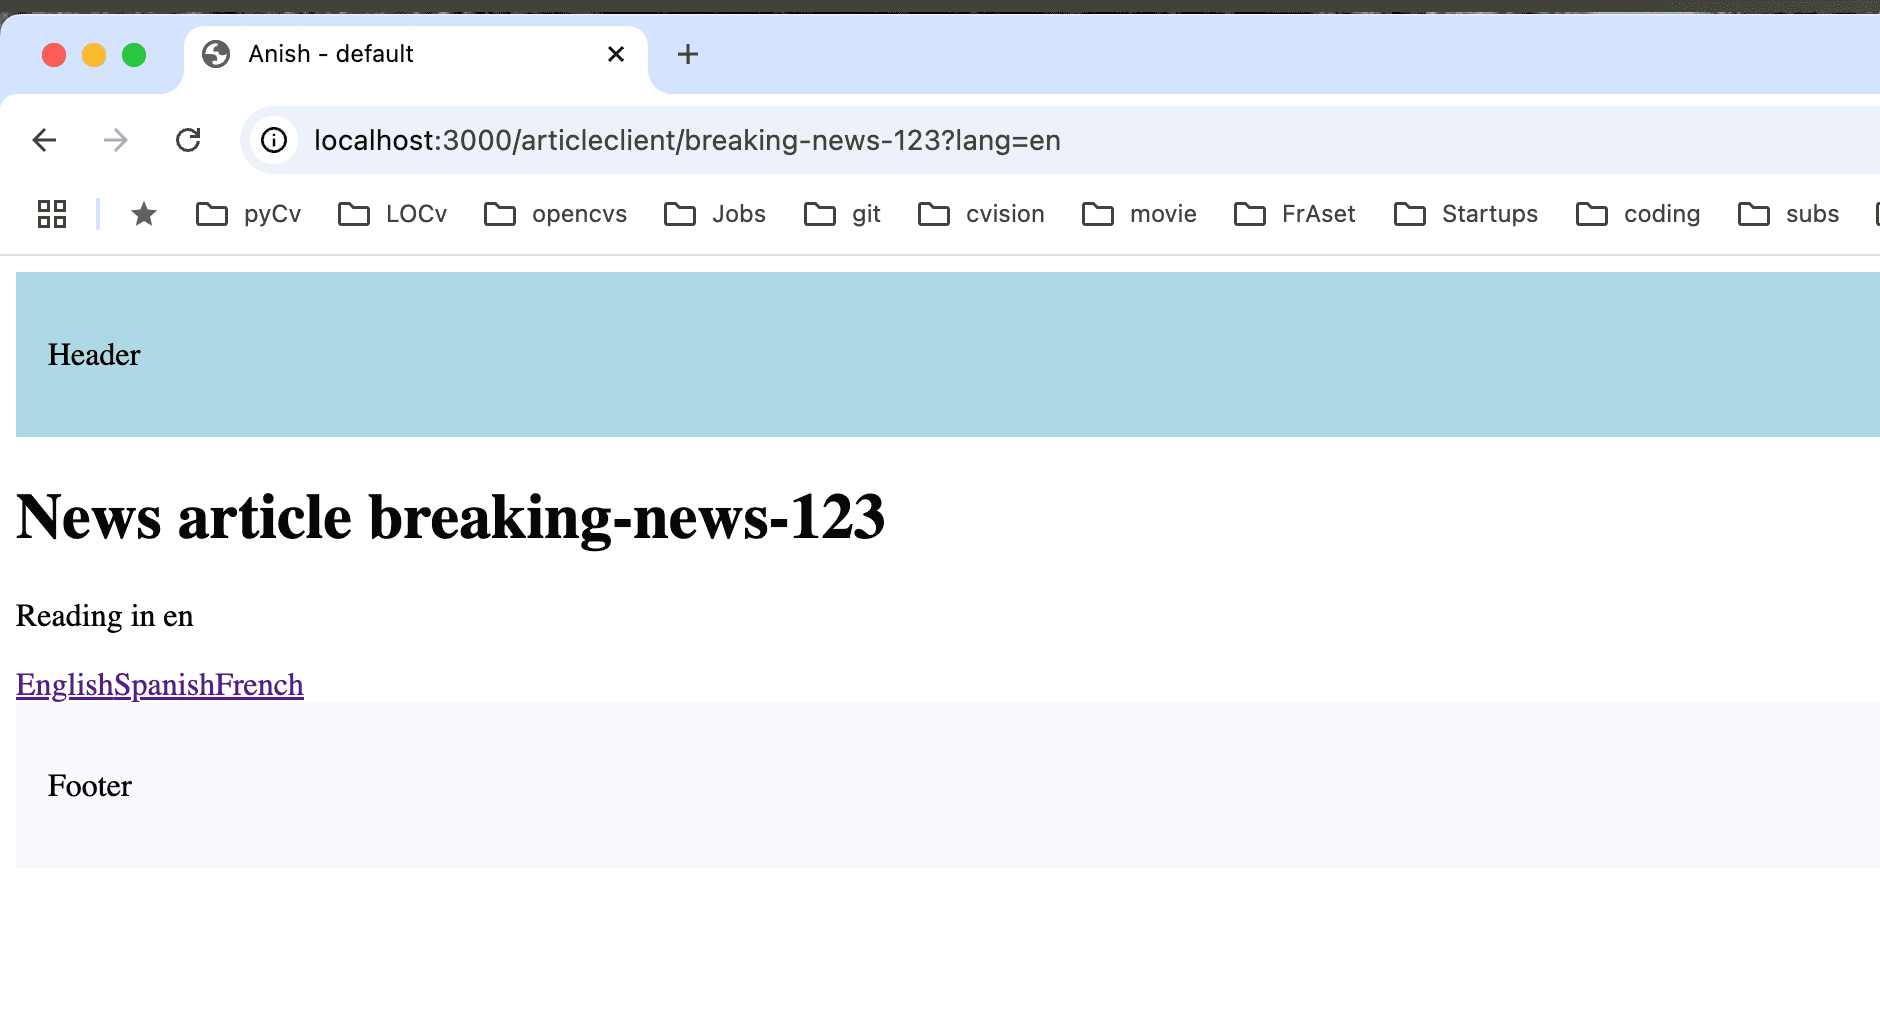 Anish - default
localhost:3000/articleclient/breaking-news-123?lang=en
pyCv LOCv opencvs Jobs git cvision movie FrAset Startups coding subs
Header
News article breaking-news-123
Reading in en
EnglishSpanishFrench
Footer